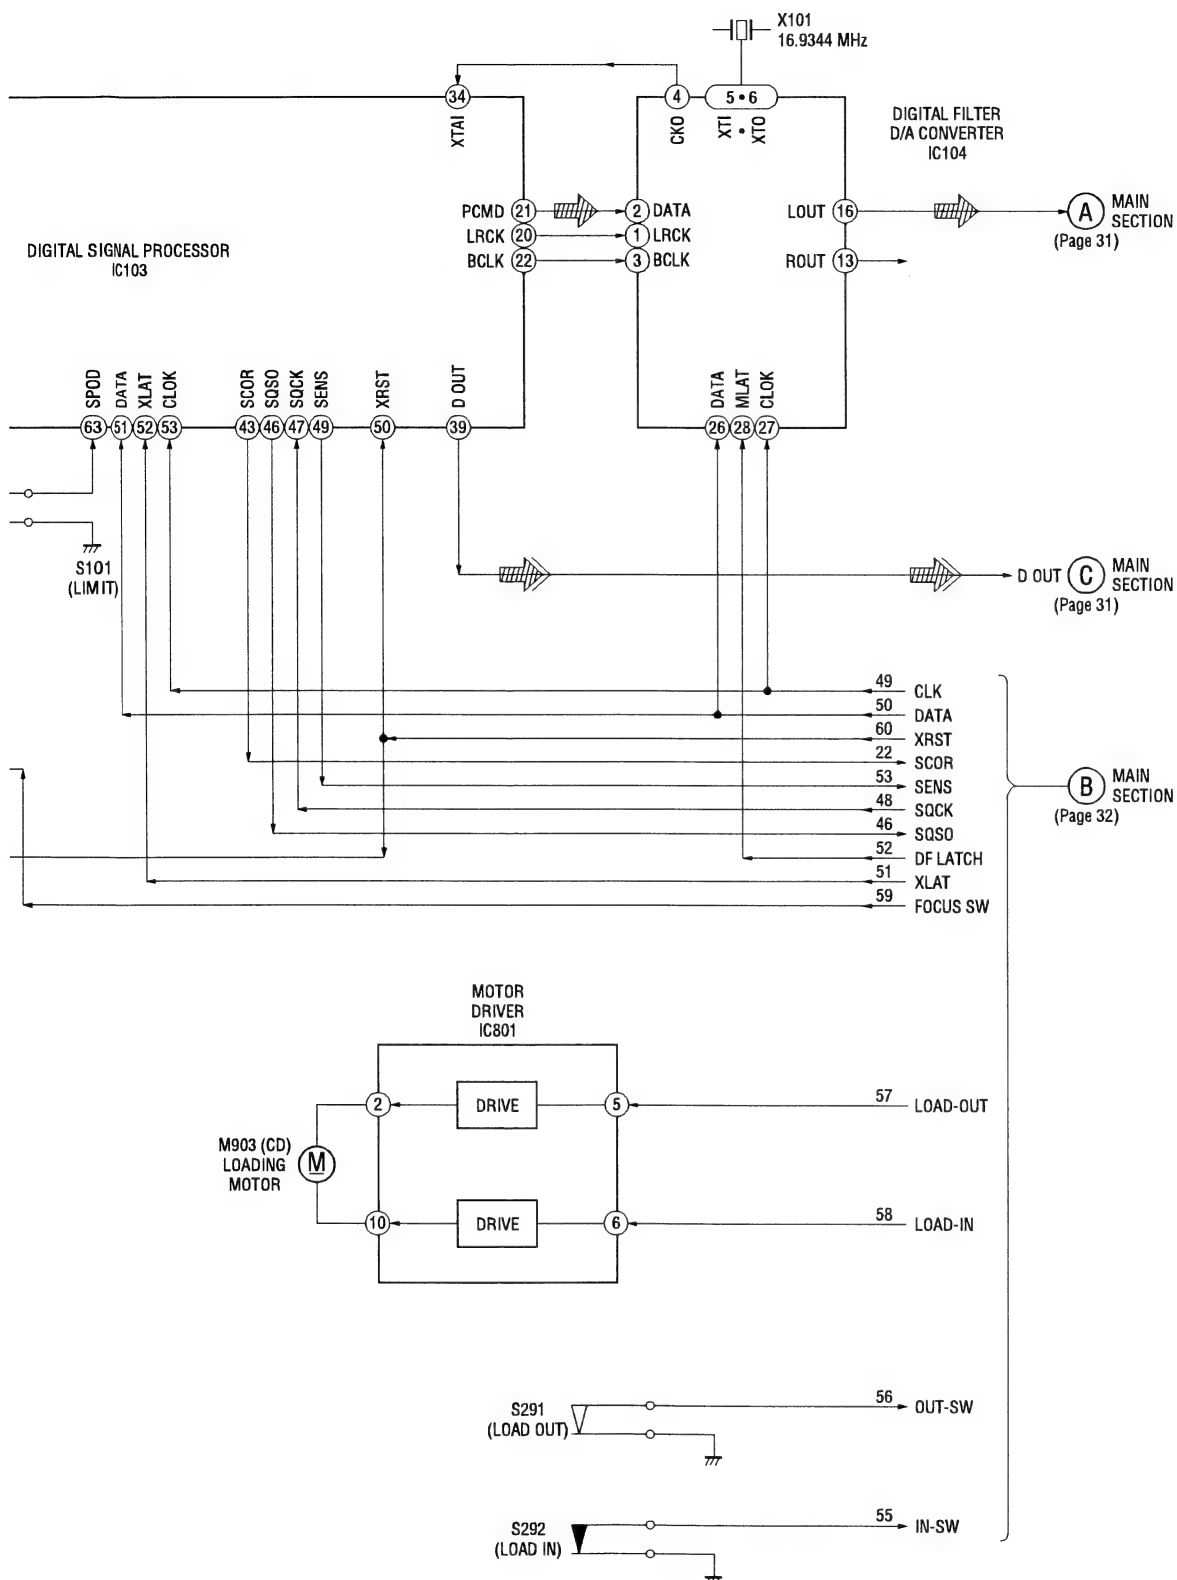 X101
16.9344 MHz
34
4
5 • 6
XTAI
CKO
XTI
•
XTO
DIGITAL FILTER
D/A CONVERTER
IC104
PCMD 21
2 DATA
LOUT 16
A MAIN
SECTION
(Page 31)
LRCK 20
1 LRCK
BCLK 22
3 BCLK
ROUT 13
DIGITAL SIGNAL PROCESSOR
IC103
SPOD
DATA
XLAT
CLOK
SCOR
SQSO
SQCK
SENS
XRST
D OUT
DATA
MLAT
CLOK
63 51 52 53 43 46 47 49 50 39
26 28 27
S101
(LIMIT)
D OUT C MAIN
SECTION
(Page 31)
49 CLK
50 DATA
60 XRST
22 SCOR
53 SENS
48 SQCK
46 SQSO
52 DF LATCH
51 XLAT
59 FOCUS SW
B MAIN
SECTION
(Page 32)
MOTOR
DRIVER
IC801
2 DRIVE 5
57 LOAD-OUT
M903 (CD)
LOADING
MOTOR
M
10 DRIVE 6
58 LOAD-IN
S291
(LOAD OUT)
56 OUT-SW
S292
(LOAD IN)
55 IN-SW